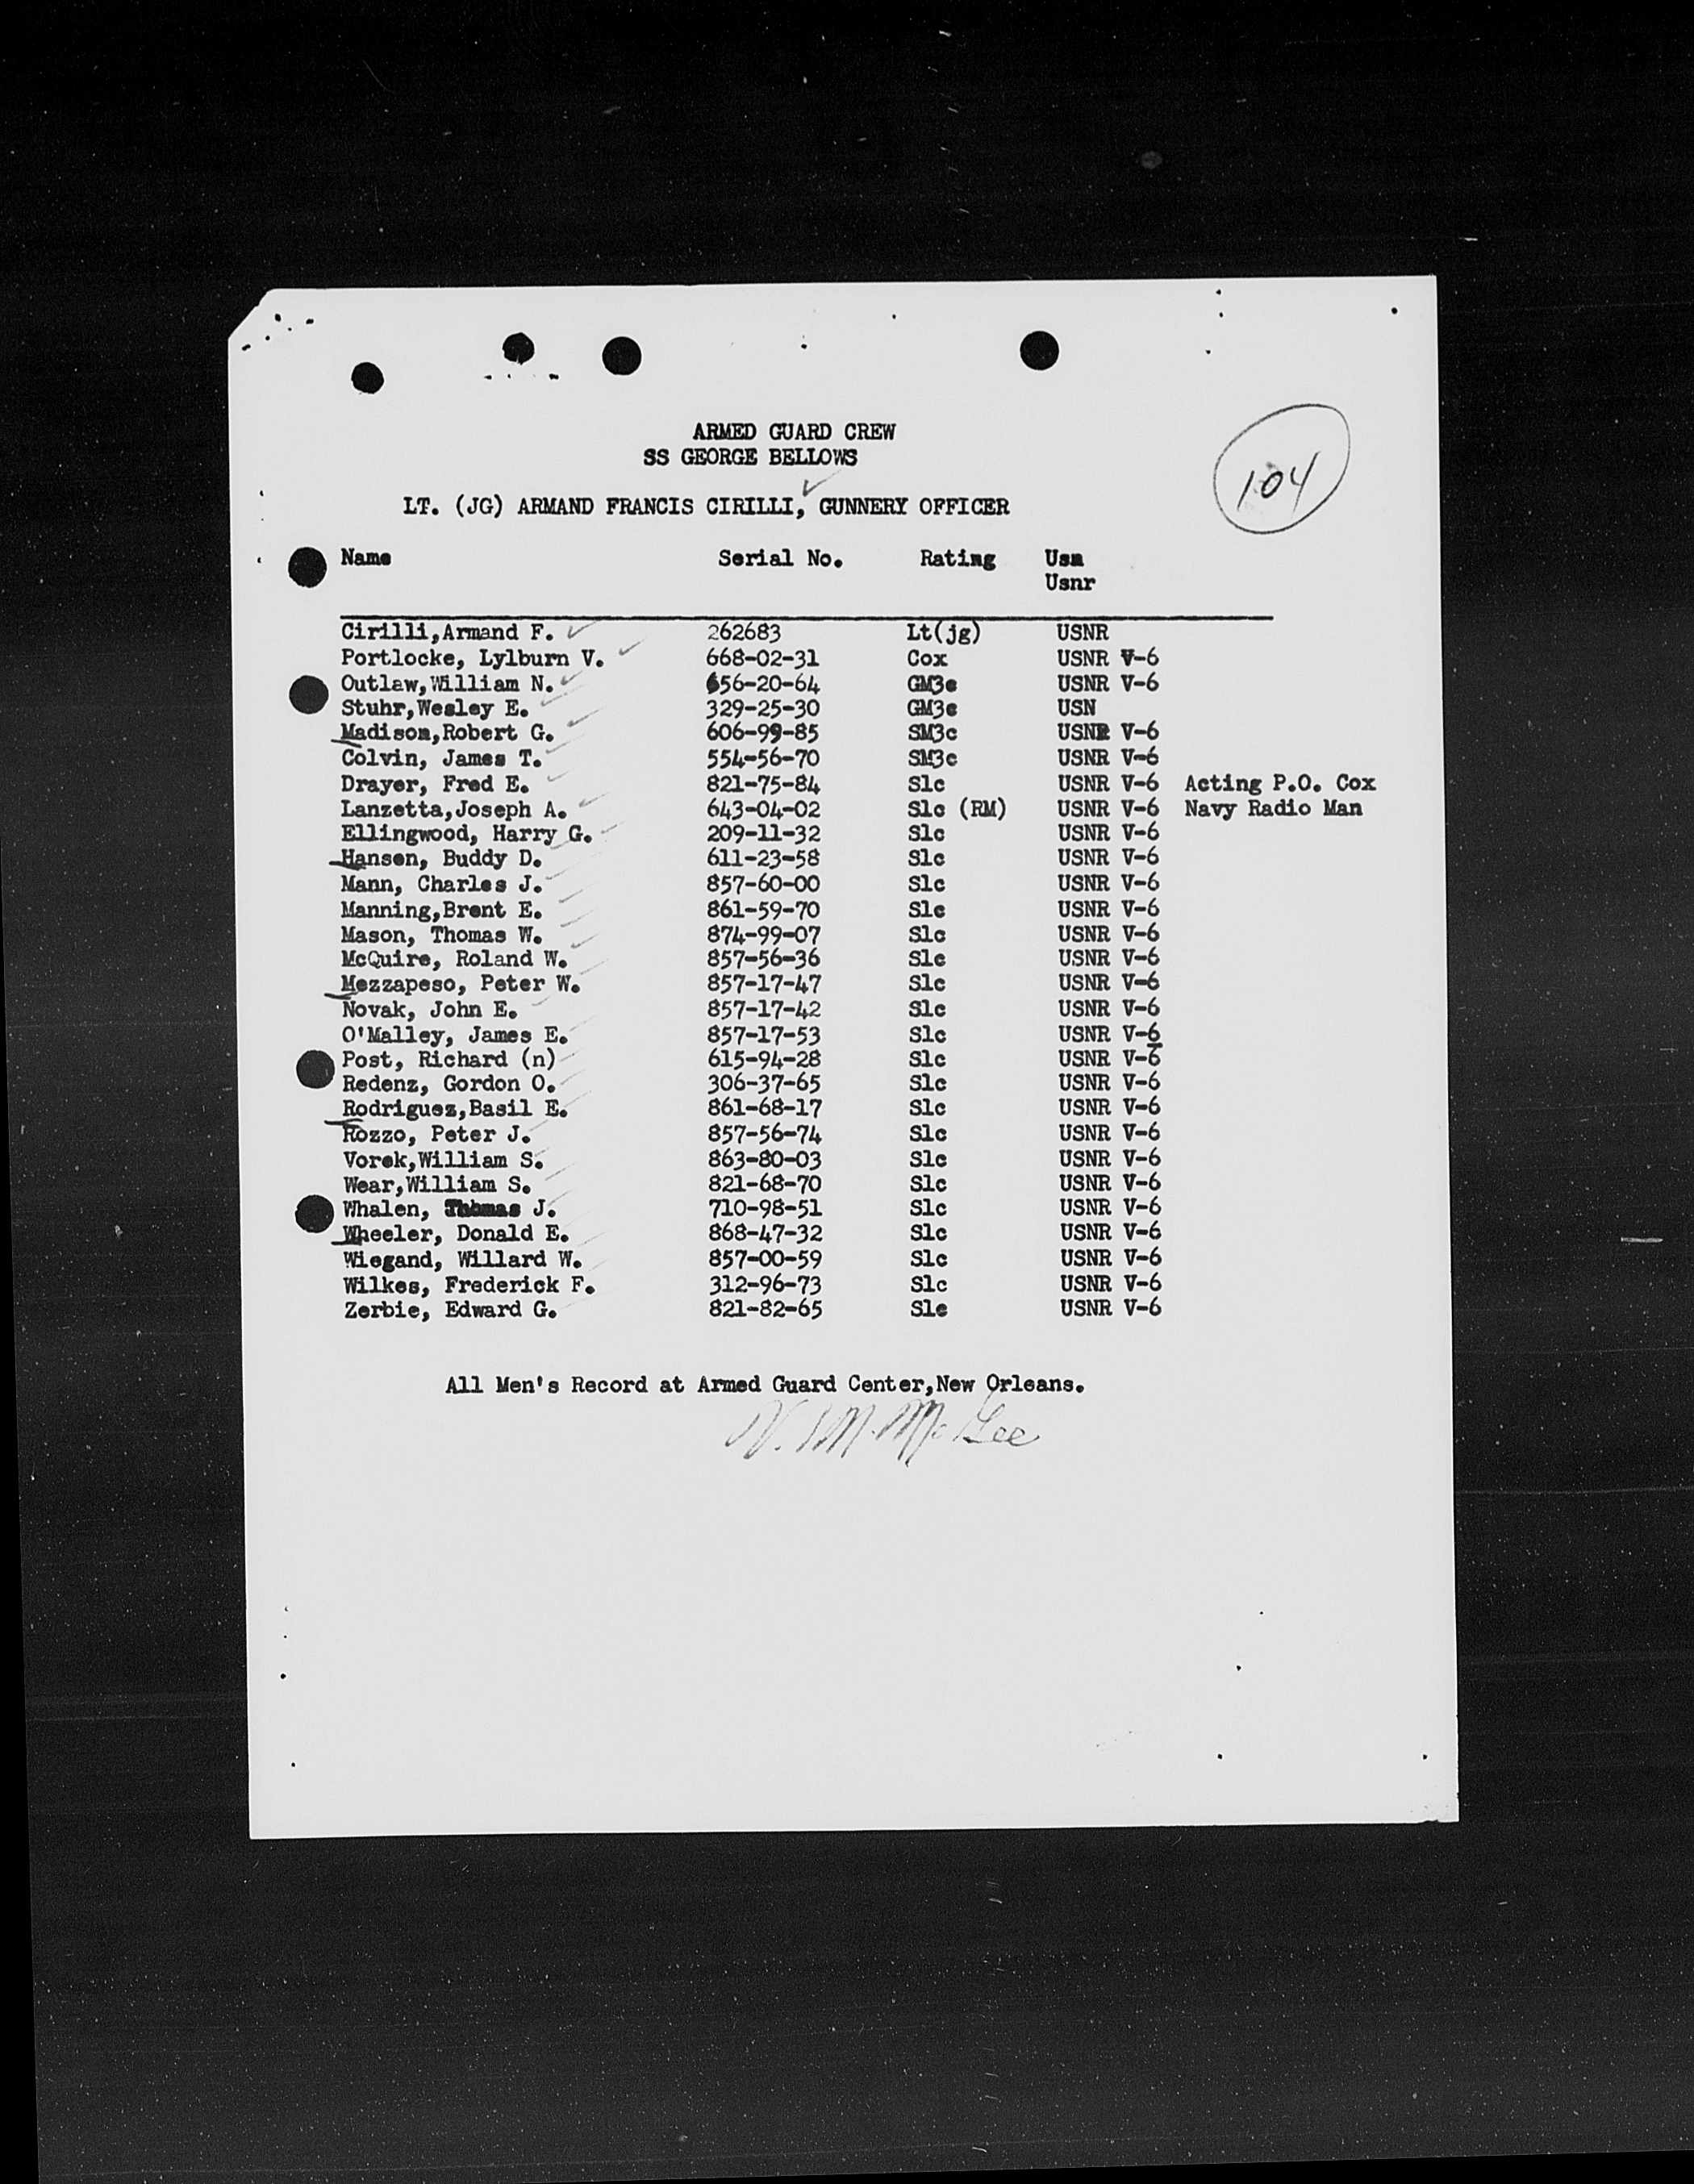 ARMED GUARD CREW
SS GEORGE BELLOWS
104
LT. (JG) ARMAND FRANCIS CIRILLI, GUNNERY OFFICER
Name Serial No. Rating Usn
Usnr
Cirilli,Armand F. 262683 Lt(jg) USNR
Portlocke, Lylburn V. 668-02-31 Cox USNR V-6
Outlaw,William N. 656-20-64 GM3c USNR V-6
Stuhr,Wesley E. 329-25-30 GM3c USN
Madison,Robert G. 606-99-85 SM3c USNR V-6
Colvin, James T. 554-56-70 SM3c USNR V-6
Drayer, Fred E. 821-75-84 S1c USNR V-6 Acting P.O. Cox
Lanzetta,Joseph A. 643-04-02 S1c (RM) USNR V-6 Navy Radio Man
Ellingwood, Harry G. 209-11-32 S1c USNR V-6
Hansen, Buddy D. 611-23-58 S1c USNR V-6
Mann, Charles J. 857-60-00 S1c USNR V-6
Manning,Brent E. 861-59-70 S1c USNR V-6
Mason, Thomas W. 874-99-07 S1c USNR V-6
McQuire, Roland W. 857-56-36 S1c USNR V-6
Mezzapeso, Peter W. 857-17-47 S1c USNR V-6
Novak, John E. 857-17-42 S1c USNR V-6
O'Malley, James E. 857-17-53 S1c USNR V-6
Post, Richard (n) 615-94-28 S1c USNR V-6
Redenz, Gordon O. 306-37-65 S1c USNR V-6
Rodriguez,Basil E. 861-68-17 S1c USNR V-6
Rozzo, Peter J. 857-56-74 S1c USNR V-6
Vorek,William S. 863-80-03 S1c USNR V-6
Wear,William S. 821-68-70 S1c USNR V-6
Whalen, Thomas J. 710-98-51 S1c USNR V-6
Wheeler, Donald E. 868-47-32 S1c USNR V-6
Wiegand, Willard W. 857-00-59 S1c USNR V-6
Wilkes, Frederick F. 312-96-73 S1c USNR V-6
Zerbie, Edward G. 821-82-65 S1c USNR V-6
All Men's Record at Armed Guard Center,New Orleans.
McGee